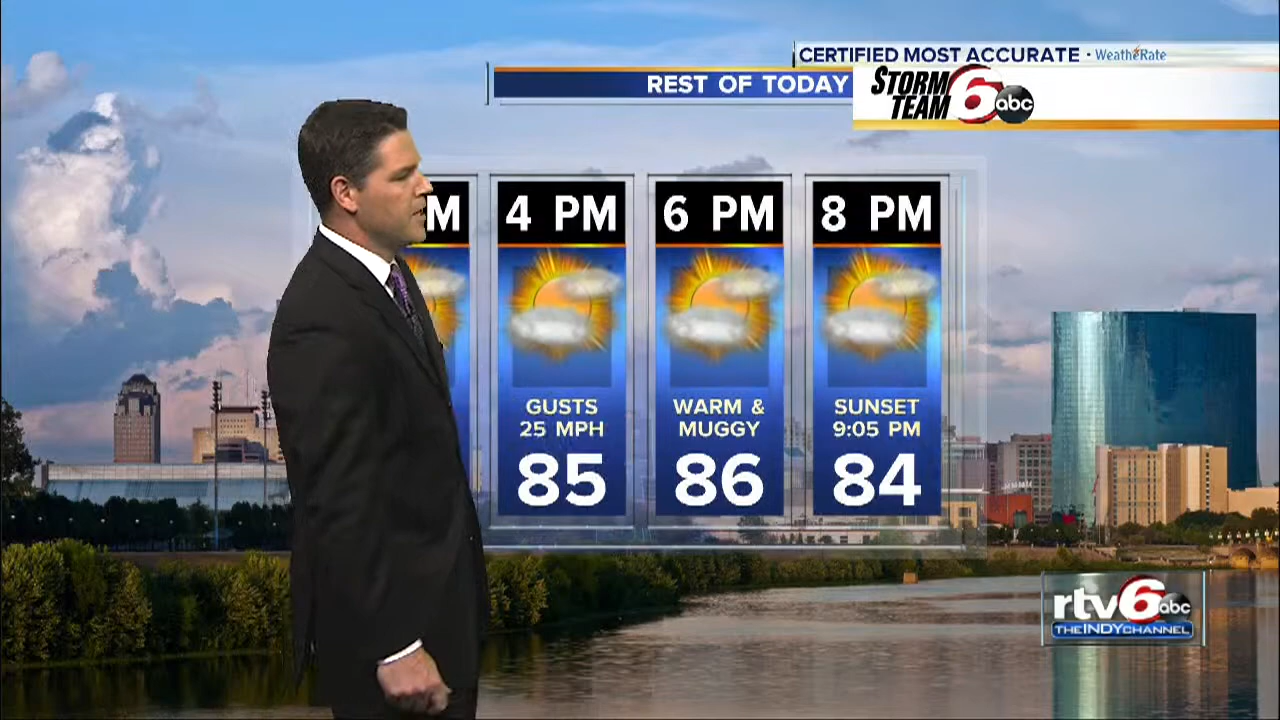 CERTIFIED MOST ACCURATE · WeatheRate
REST OF TODAY
STORM
TEAM 6 abc
M
4 PM
GUSTS
25 MPH
85
6 PM
WARM &
MUGGY
86
8 PM
SUNSET
9:05 PM
84
rtv6 abc
THE INDY CHANNEL